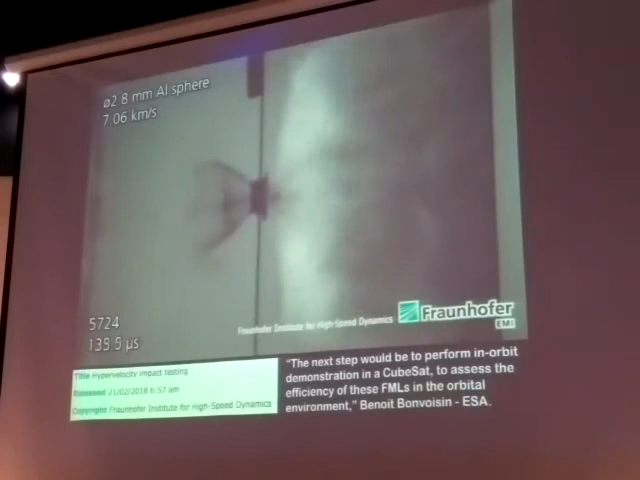 ø2.8 mm Al sphere
7.06 km/s
5724
139.5 µs
Fraunhofer Institute for High-Speed Dynamics
Fraunhofer
EMI
Title Hypervelocity impact testing
Released 21/02/2018 6:57 am
Copyright Fraunhofer Institute for High-Speed Dynamics
"The next step would be to perform in-orbit
demonstration in a CubeSat, to assess the
efficiency of these FMLs in the orbital
environment," Benoit Bonvoisin - ESA.